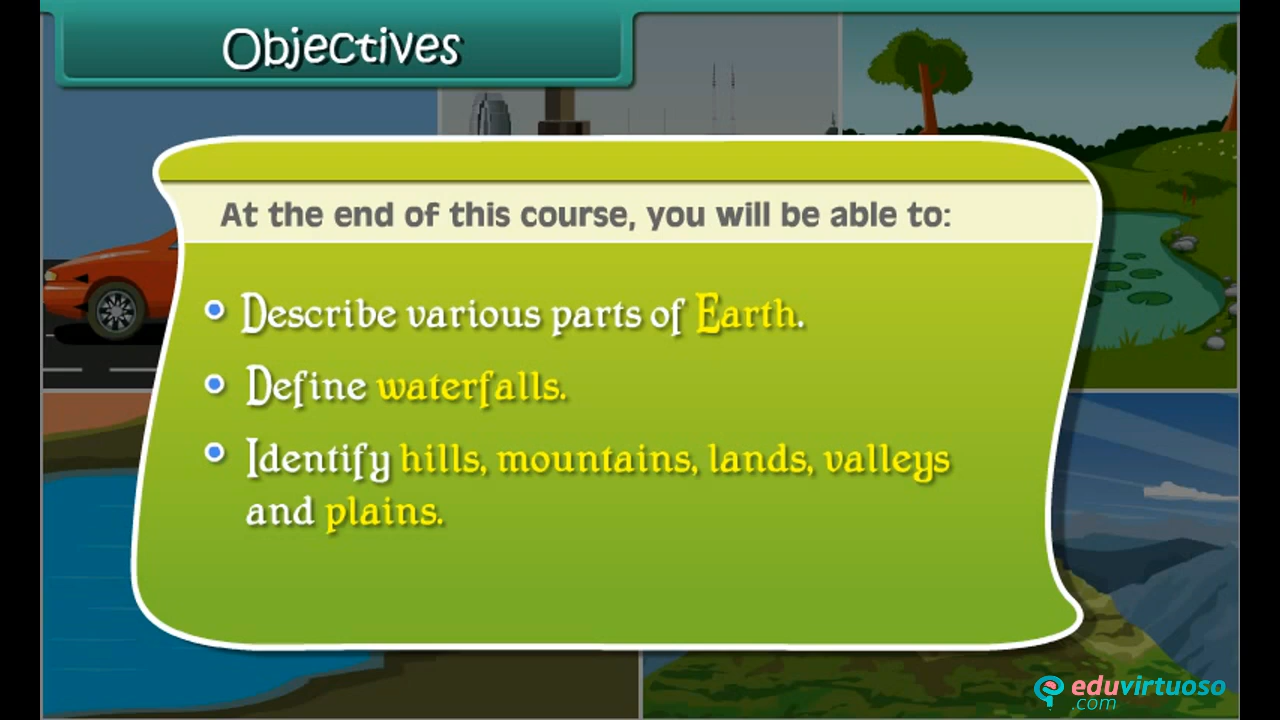 Objectives
At the end of this course, you will be able to:
Describe various parts of Earth.
Define waterfalls.
Identify hills, mountains, lands, valleys
and plains.
eduvirtuoso
.com